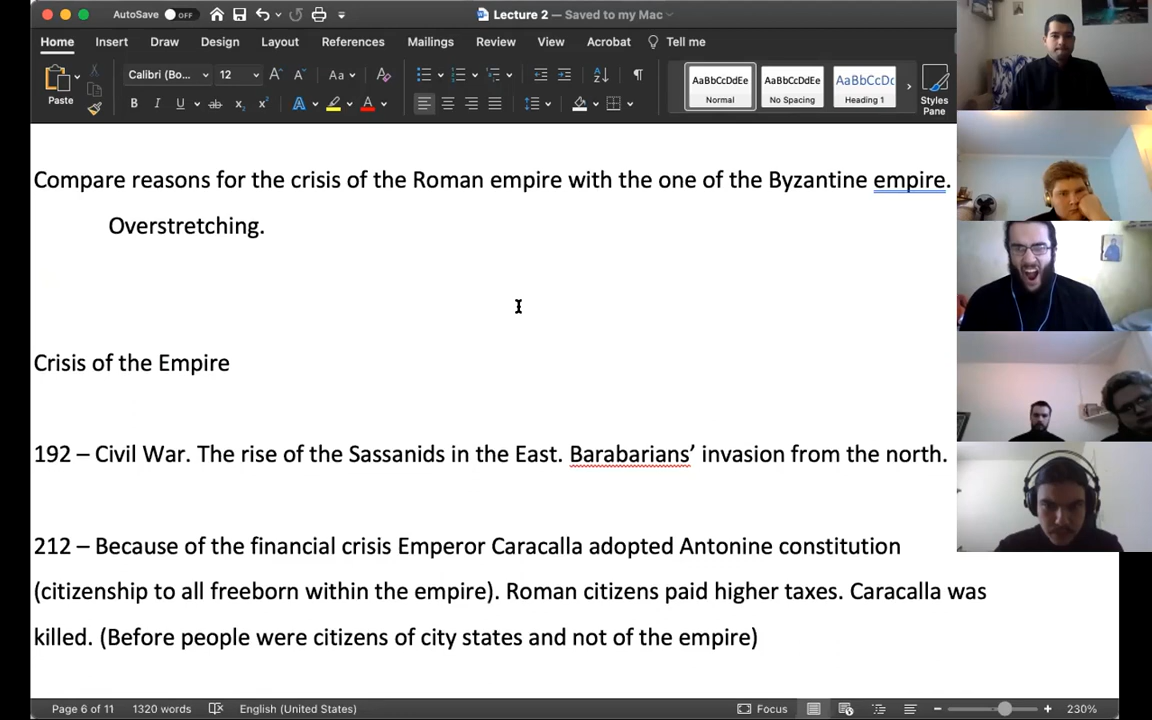 AutoSave OFF
Lecture 2 — Saved to my Mac
Home Insert Draw Design Layout References Mailings Review View Acrobat Tell me
Paste Calibri (Bo... 12 Aa
B I U ab x₂ x² A A
AaBbCcDdEe AaBbCcDdEe AaBbCcDc
Normal No Spacing Heading 1 Styles Pane
Compare reasons for the crisis of the Roman empire with the one of the Byzantine empire.
Overstretching.
Crisis of the Empire
192 – Civil War. The rise of the Sassanids in the East. Barabarians’ invasion from the north.
212 – Because of the financial crisis Emperor Caracalla adopted Antonine constitution
(citizenship to all freeborn within the empire). Roman citizens paid higher taxes. Caracalla was
killed. (Before people were citizens of city states and not of the empire)
Page 6 of 11 1320 words English (United States) Focus 230%